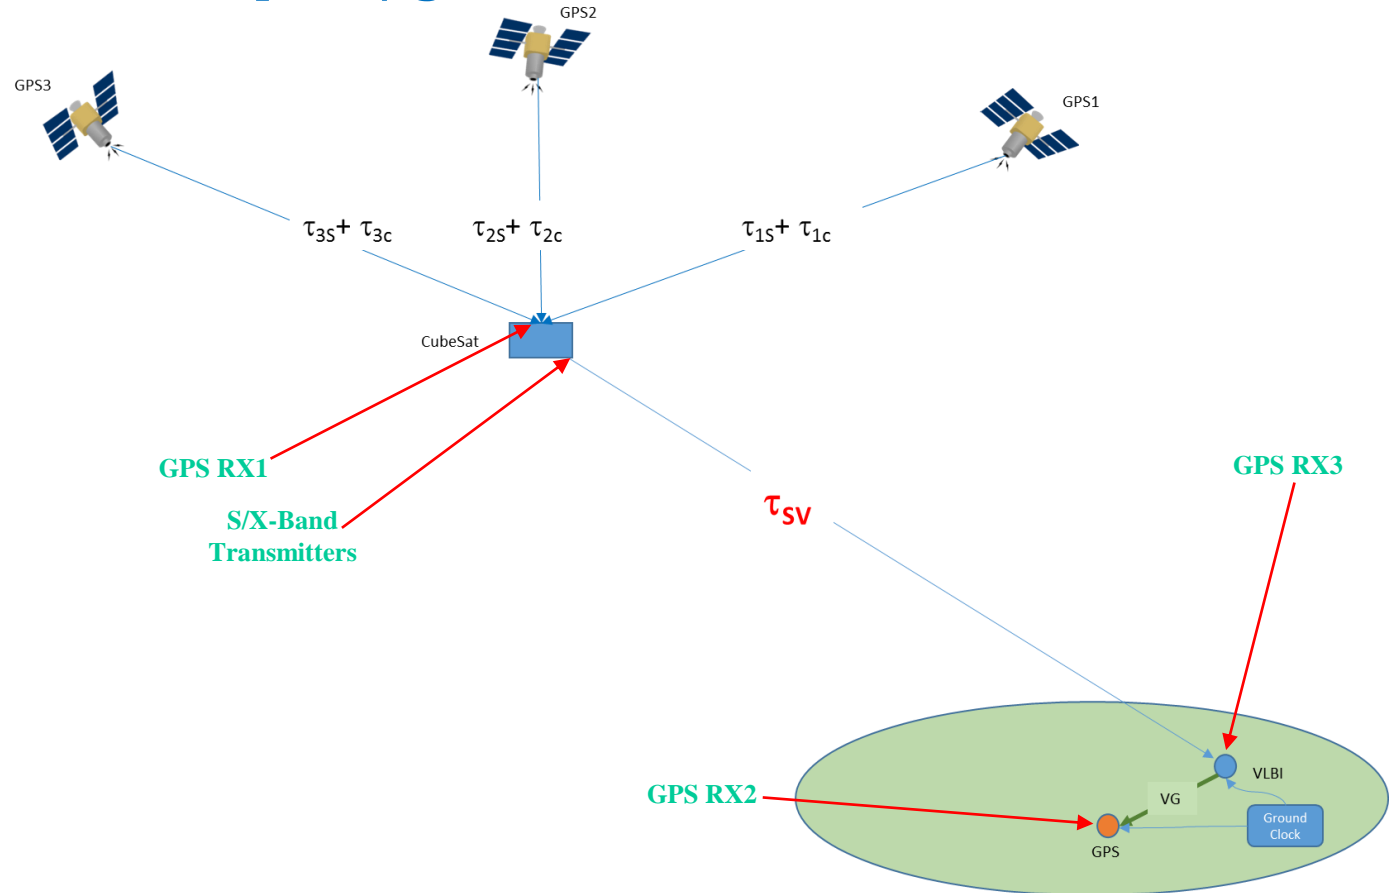 GPS2
GPS3
GPS1
τ3S+ τ3c
τ2S+ τ2c
τ1S+ τ1c
CubeSat
GPS RX1
GPS RX3
τSV
S/X-Band
Transmitters
VLBI
GPS RX2
VG
Ground
Clock
GPS